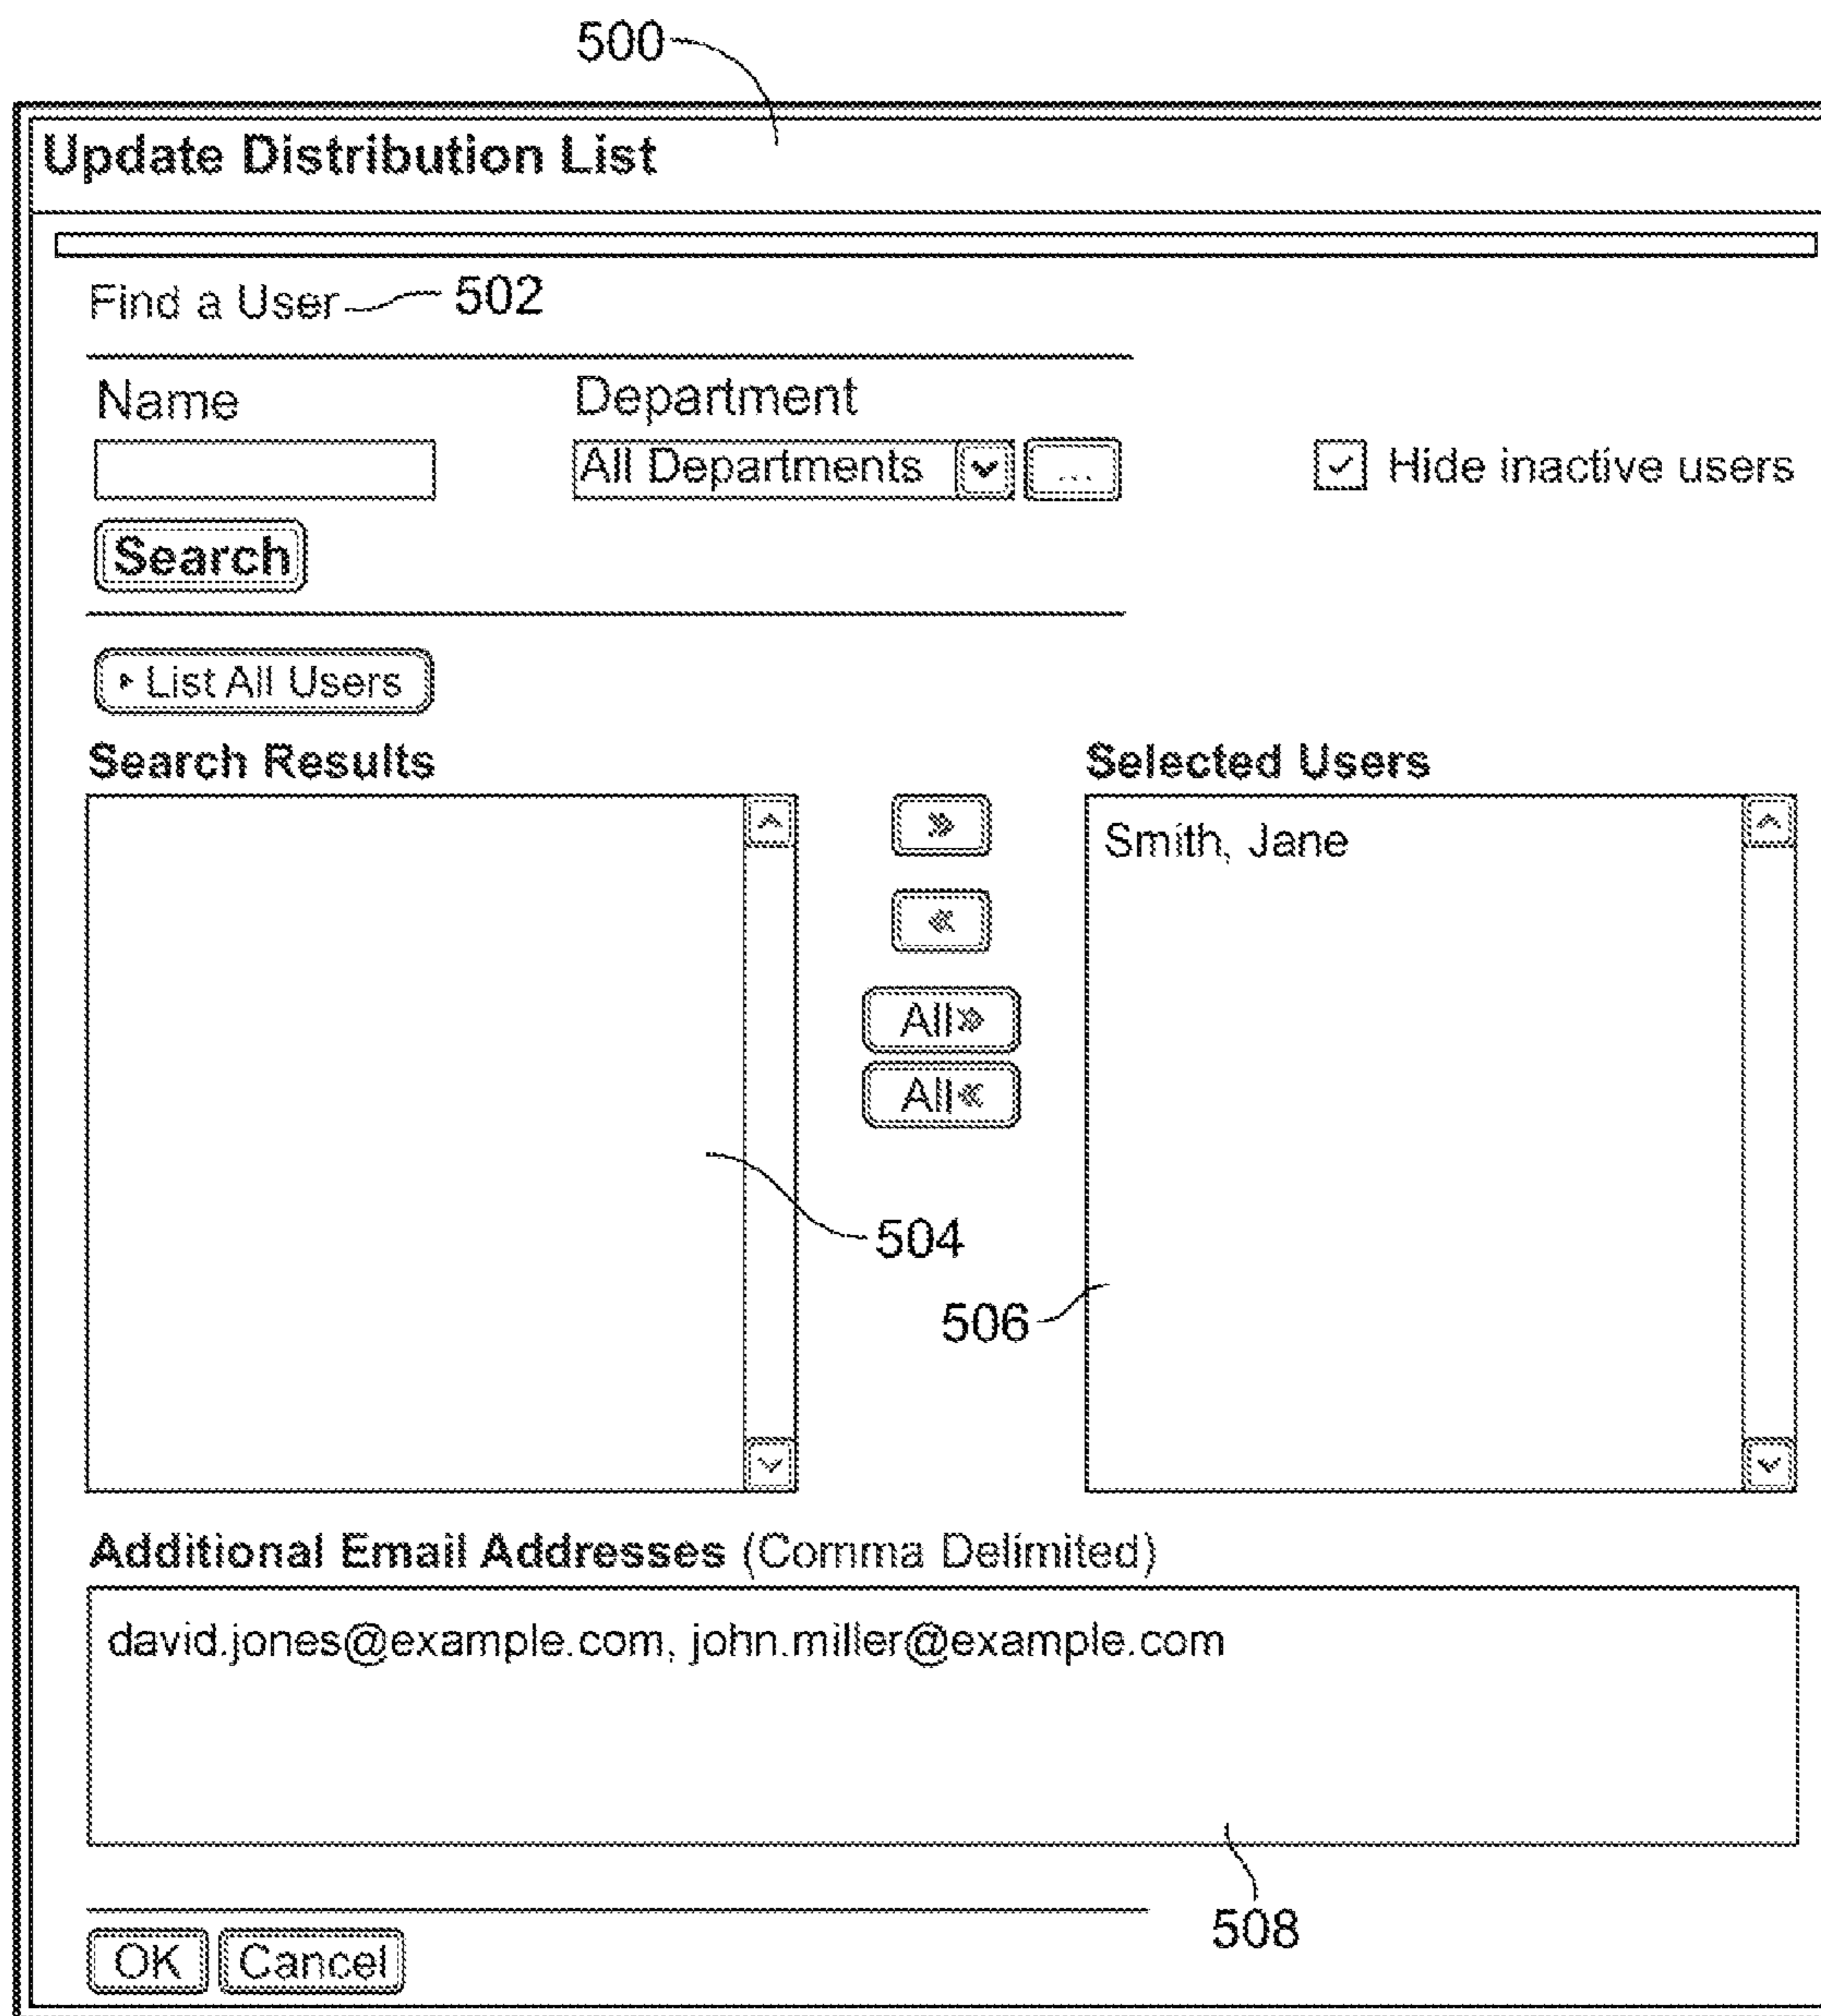 500
Update Distribution List
Find a User 502
Name Department
All Departments ... Hide inactive users
Search
List All Users
Search Results Selected Users
» Smith, Jane
«
All»
All«
504
506
Additional Email Addresses (Comma Delimited)
david.jones@example.com, john.miller@example.com
508
OK Cancel